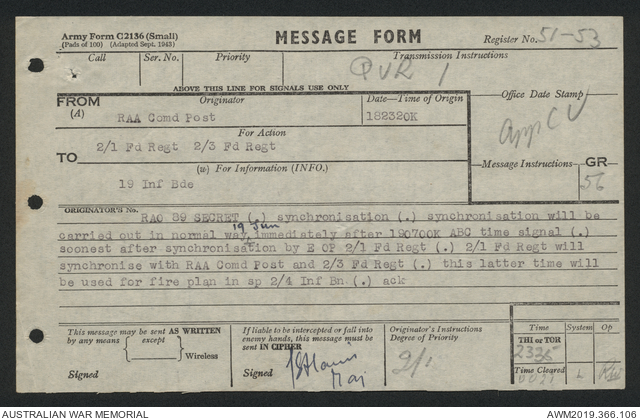 Army Form C2136 (Small)
(Pads of 100) (Adapted Sept. 1943)
MESSAGE FORM
Register No. 51-53
Call Ser. No. Priority Transmission Instructions
PVR 1
ABOVE THIS LINE FOR SIGNALS USE ONLY
FROM Originator Date—Time of Origin Office Date Stamp
(A) RAA Comd Post 182320K
App CV
For Action
TO 2/1 Fd Regt 2/3 Fd Regt
Message Instructions GR
(w) For Information (INFO.) 56
19 Inf Bde
ORIGINATOR'S No.
RAO 89 SECRET (.) synchronisation (.) synchronisation will be
19 Jun
carried out in normal way immediately after 190700K ABC time signal (.)
soonest after synchronisation by E OP 2/1 Fd Regt (.) 2/1 Fd Regt will
synchronise with RAA Comd Post and 2/3 Fd Regt (.) this latter time will
be used for fire plan in sp 2/4 Inf Bn (.) ack
This message may be sent AS WRITTEN
by any means except Wireless
Signed
If liable to be intercepted or fall into
enemy hands, this message must be
sent IN CIPHER
Signed
Maj
Originator's Instructions
Degree of Priority
2/1
Time System Op
THI or TOR
2335
Time Cleared
L
AUSTRALIAN WAR MEMORIAL AWM2019.366.106